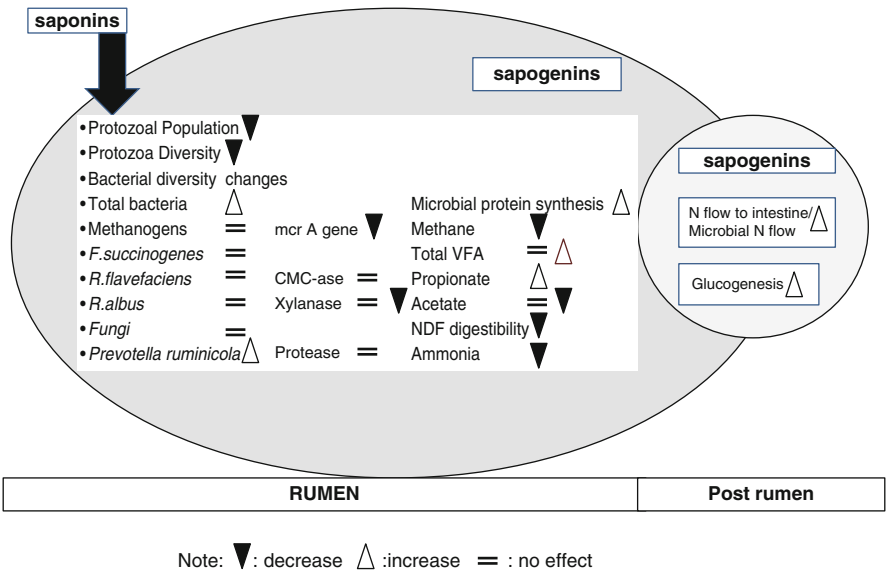 saponins
sapogenins
•Protozoal Population ▼
•Protozoa Diversity ▼
•Bacterial diversity changes
•Total bacteria △ Microbial protein synthesis △
•Methanogens = mcr A gene ▼ Methane ▼
•F.succinogenes = Total VFA = △
•R.flavefaciens = CMC-ase = Propionate △
•R.albus = Xylanase = ▼ Acetate = ▼
•Fungi = NDF digestibility ▼
•Prevotella ruminicola △ Protease = Ammonia ▼
sapogenins
N flow to intestine/
Microbial N flow △
Glucogenesis △
RUMEN
Post rumen
Note: ▼: decrease △ :increase = : no effect